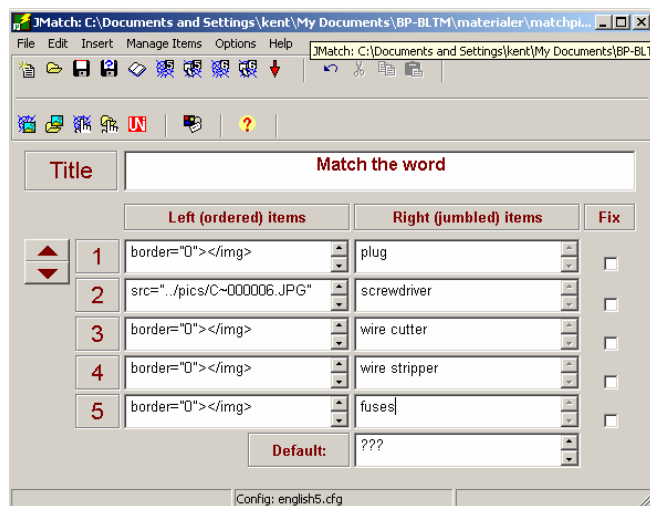 JMatch: C:\Documents and Settings\kent\My Documents\BP-BLTM\materialer\matchpi...
File Edit Insert Manage Items Options Help
JMatch: C:\Documents and Settings\kent\My Documents\BP-BLT
Title Match the word
Left (ordered) items Right (jumbled) items Fix
1 border="0"></img> plug
2 src="../pics/C~000006.JPG" screwdriver
3 border="0"></img> wire cutter
4 border="0"></img> wire stripper
5 border="0"></img> fuses
Default: ???
Config: english5.cfg